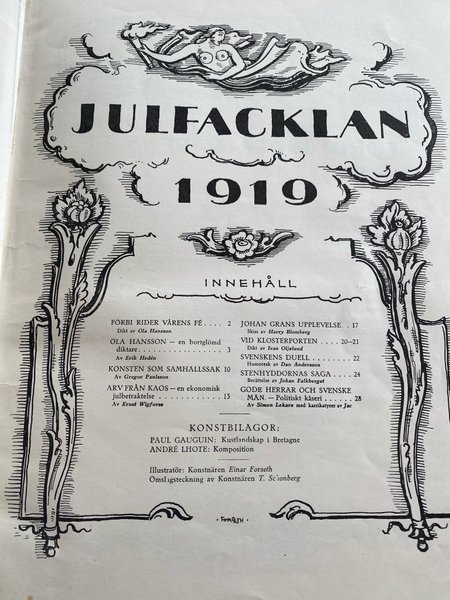 JULFACKLAN
1919
INNEHÅLL
FÖRBI RIDER VÅRENS FÉ . . . . 2
Dikt av Ola Hansson
OLA HANSSON — en bortglömd
diktare . . . . . . . . . . . . . . 3
Av Erik Hedén
KONSTEN SOM SAMHÄLLSSAK 10
Av Gregor Paulsson
ARV FRÅN KAOS — en ekonomisk
julbetraktelse . . . . . . . . . . 13
Av Ernst Wigforss
JOHAN GRANS UPPLEVELSE . 17
Skiss av Harry Blomberg
VID KLOSTERPORTEN . 20—21
Dikt av Ivan Oljelund
SVENSKENS DUELL . . . . . . . . 22
Humoresk av Dan Andersson
STENHYDDORNAS SAGA . . . . 24
Berättelse av Johan Falkberget
GODE HERRAR OCH SVENSKE
MÄN. — Politiskt kåseri . . . . . 28
Av Simon Lekare med karrikatyrer av Jac
KONSTBILAGOR:
PAUL GAUGUIN: Kustlandskap i Bretagne
ANDRÉ LHOTE: Komposition
Illustratör: Konstnären Einar Forseth
Omslagsteckning av Konstnären T. Schonberg
FORSETH